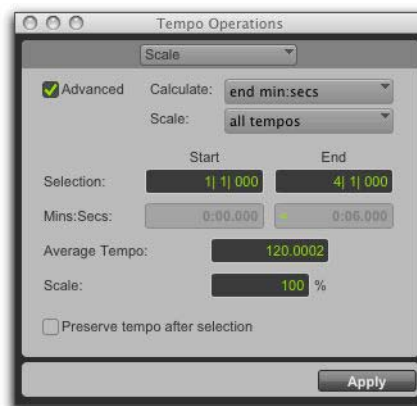 Tempo Operations
Scale
Advanced Calculate: end min:secs
Scale: all tempos
Start End
Selection: 1| 1| 000 4| 1| 000
Mins:Secs: 0:00.000 0:06.000
Average Tempo: 120.0002
Scale: 100 %
Preserve tempo after selection
Apply